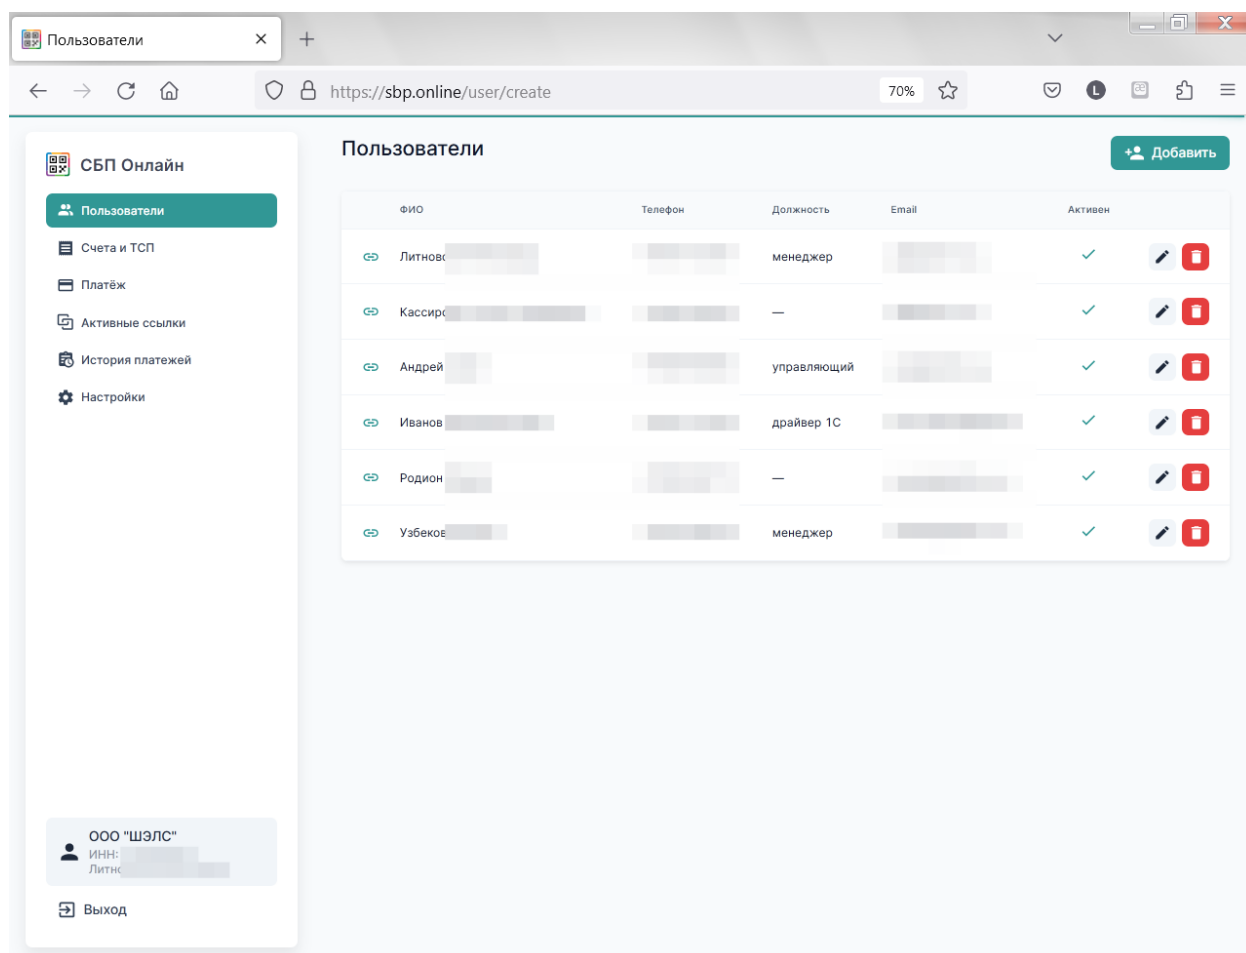 Пользователи
https://sbp.online/user/create
70%
L
СБП Онлайн
Пользователи
Счета и ТСП
Платёж
Активные ссылки
История платежей
Настройки
ООО "ШЭЛС"
ИНН:
Выход
Пользователи
Добавить
ФИО Телефон Должность Email Активен
менеджер
—
Андрей управляющий
Иванов драйвер 1С
Родион —
Узбеков менеджер